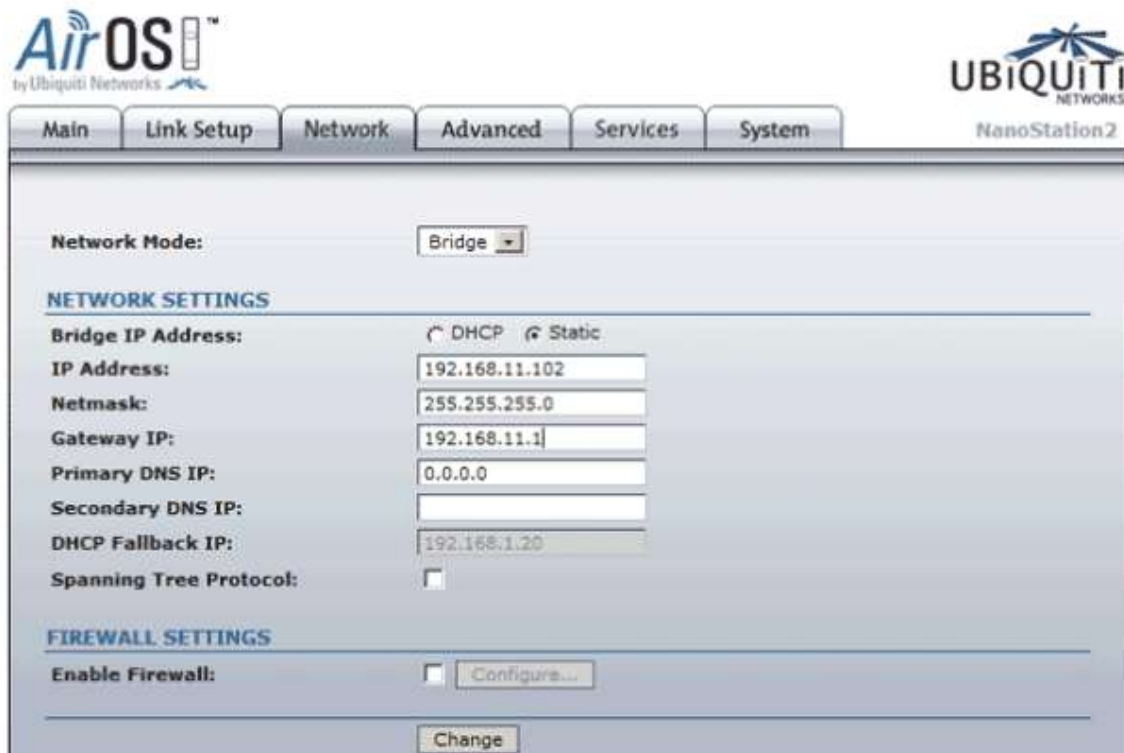 AirOS™
by Ubiquiti Networks
UBiQUiTi
NETWORKS
Main Link Setup Network Advanced Services System NanoStation2
Network Mode: Bridge
NETWORK SETTINGS
Bridge IP Address: DHCP Static
IP Address: 192.168.11.102
Netmask: 255.255.255.0
Gateway IP: 192.168.11.1
Primary DNS IP: 0.0.0.0
Secondary DNS IP:
DHCP Fallback IP: 192.168.1.20
Spanning Tree Protocol:
FIREWALL SETTINGS
Enable Firewall: Configure...
Change